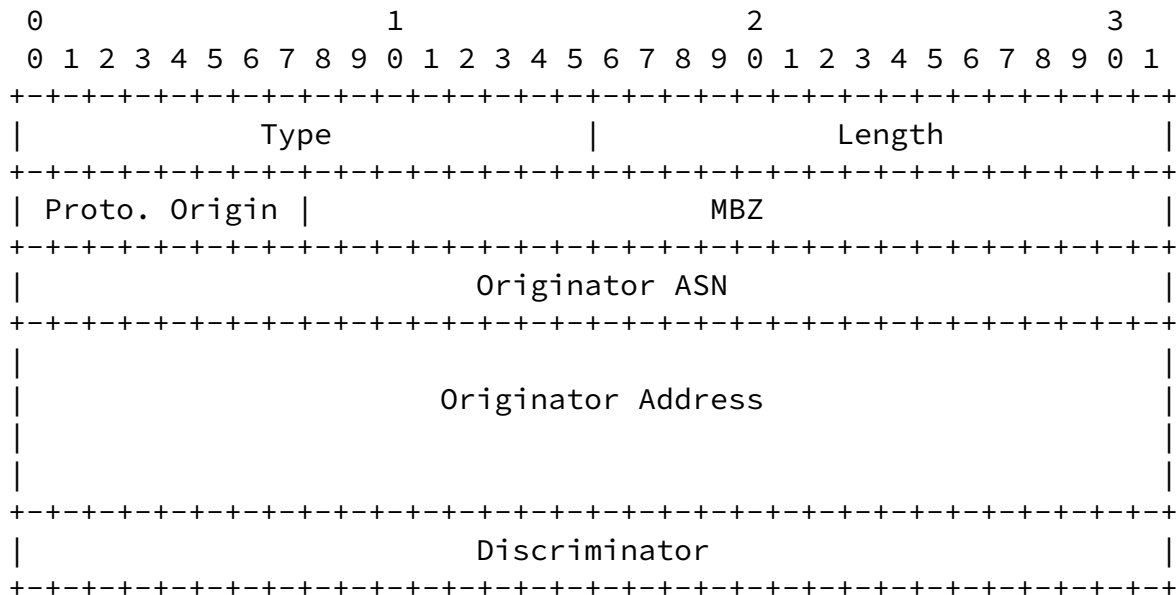 0                   1                   2                   3
 0 1 2 3 4 5 6 7 8 9 0 1 2 3 4 5 6 7 8 9 0 1 2 3 4 5 6 7 8 9 0 1
+-+-+-+-+-+-+-+-+-+-+-+-+-+-+-+-+-+-+-+-+-+-+-+-+-+-+-+-+-+-+-+-+
|             Type              |             Length            |
+-+-+-+-+-+-+-+-+-+-+-+-+-+-+-+-+-+-+-+-+-+-+-+-+-+-+-+-+-+-+-+-+
| Proto. Origin |                      MBZ                      |
+-+-+-+-+-+-+-+-+-+-+-+-+-+-+-+-+-+-+-+-+-+-+-+-+-+-+-+-+-+-+-+-+
|                         Originator ASN                        |
+-+-+-+-+-+-+-+-+-+-+-+-+-+-+-+-+-+-+-+-+-+-+-+-+-+-+-+-+-+-+-+-+
|                                                               |
|                       Originator Address                      |
|                                                               |
|                                                               |
+-+-+-+-+-+-+-+-+-+-+-+-+-+-+-+-+-+-+-+-+-+-+-+-+-+-+-+-+-+-+-+-+
|                         Discriminator                         |
+-+-+-+-+-+-+-+-+-+-+-+-+-+-+-+-+-+-+-+-+-+-+-+-+-+-+-+-+-+-+-+-+